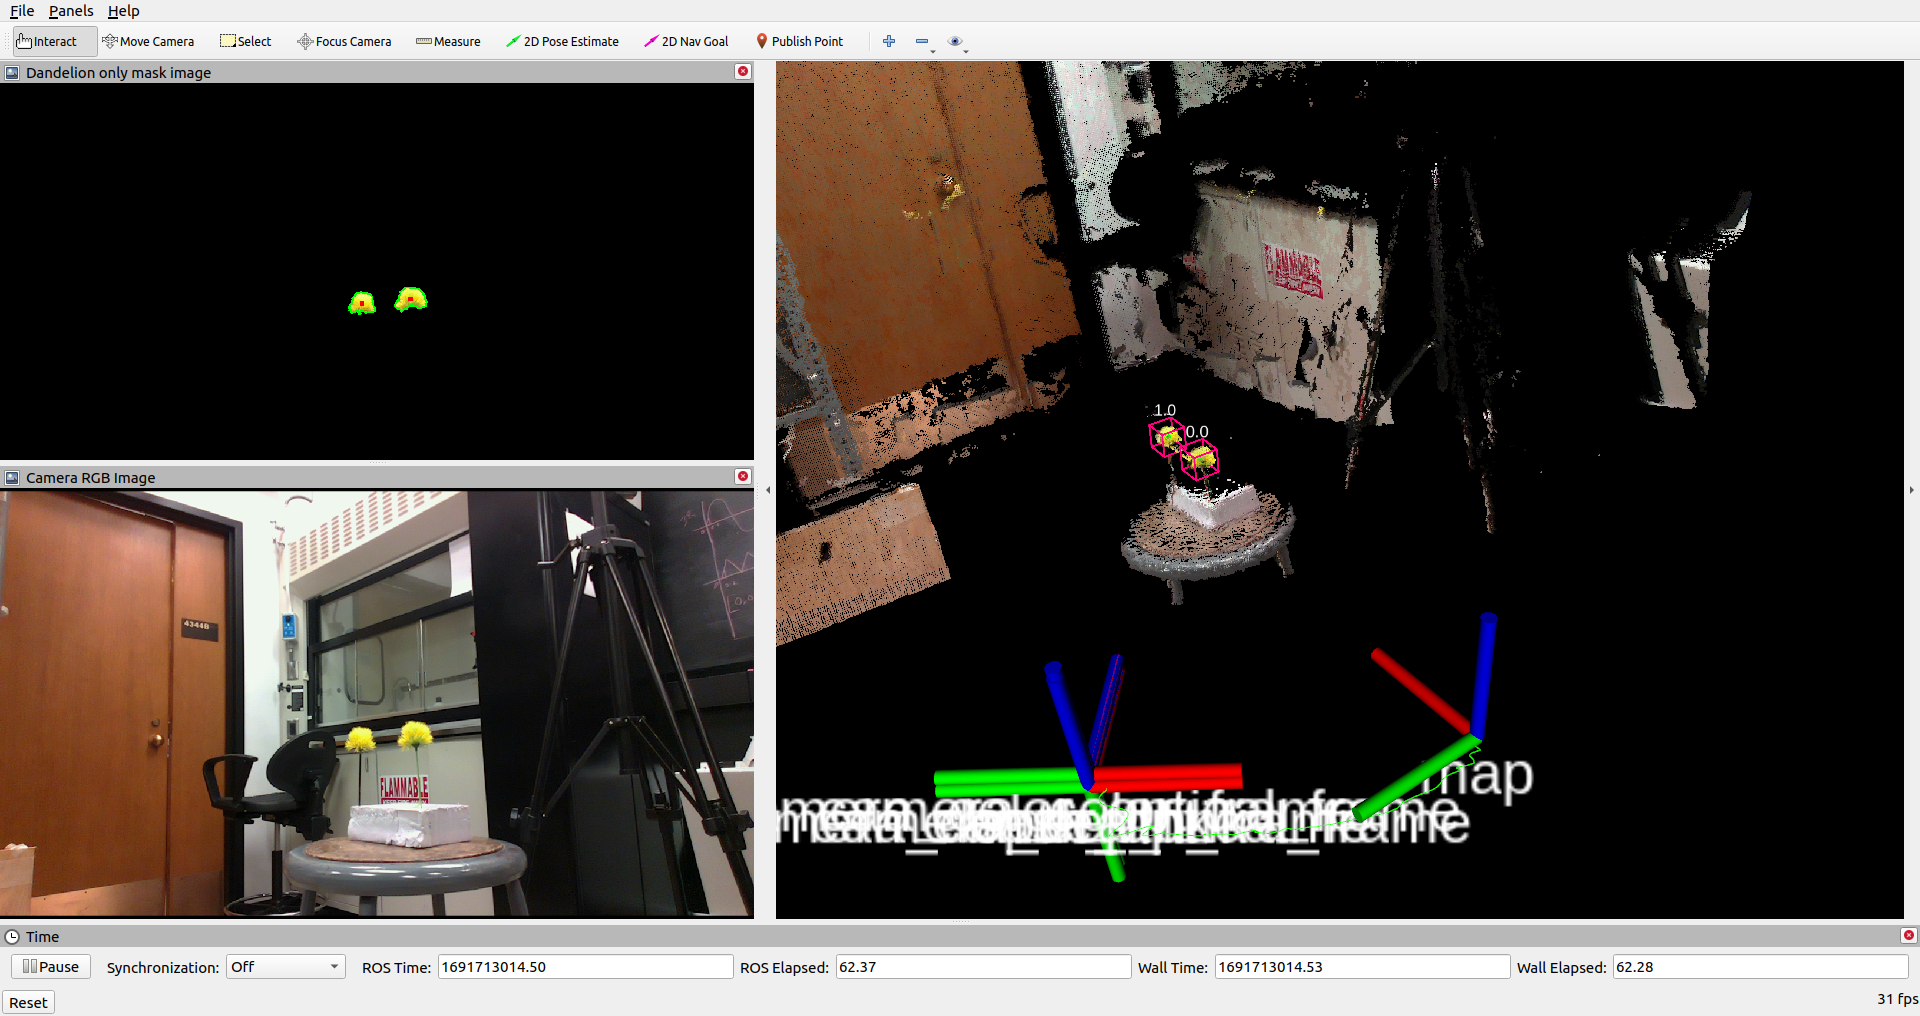 File Panels Help
Interact Move Camera Select Focus Camera Measure 2D Pose Estimate 2D Nav Goal Publish Point
Dandelion only mask image
Camera RGB Image
4344B
FLAMMABLE
FLAMMABLE
1.0
0.0
map
Time
Pause Synchronization: Off ROS Time: 1691713014.50 ROS Elapsed: 62.37 Wall Time: 1691713014.53 Wall Elapsed: 62.28
Reset 31 fps